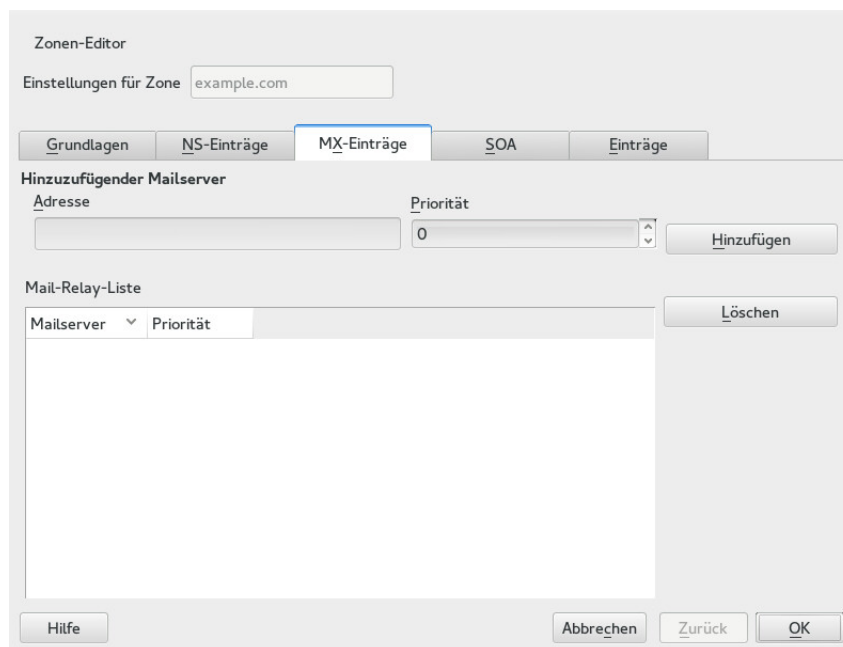 Zonen-Editor
Einstellungen für Zone example.com
Grundlagen NS-Einträge MX-Einträge SOA Einträge
Hinzuzufügender Mailserver
Adresse Priorität
0 Hinzufügen
Mail-Relay-Liste
Löschen
Mailserver Priorität
Hilfe Abbrechen Zurück OK